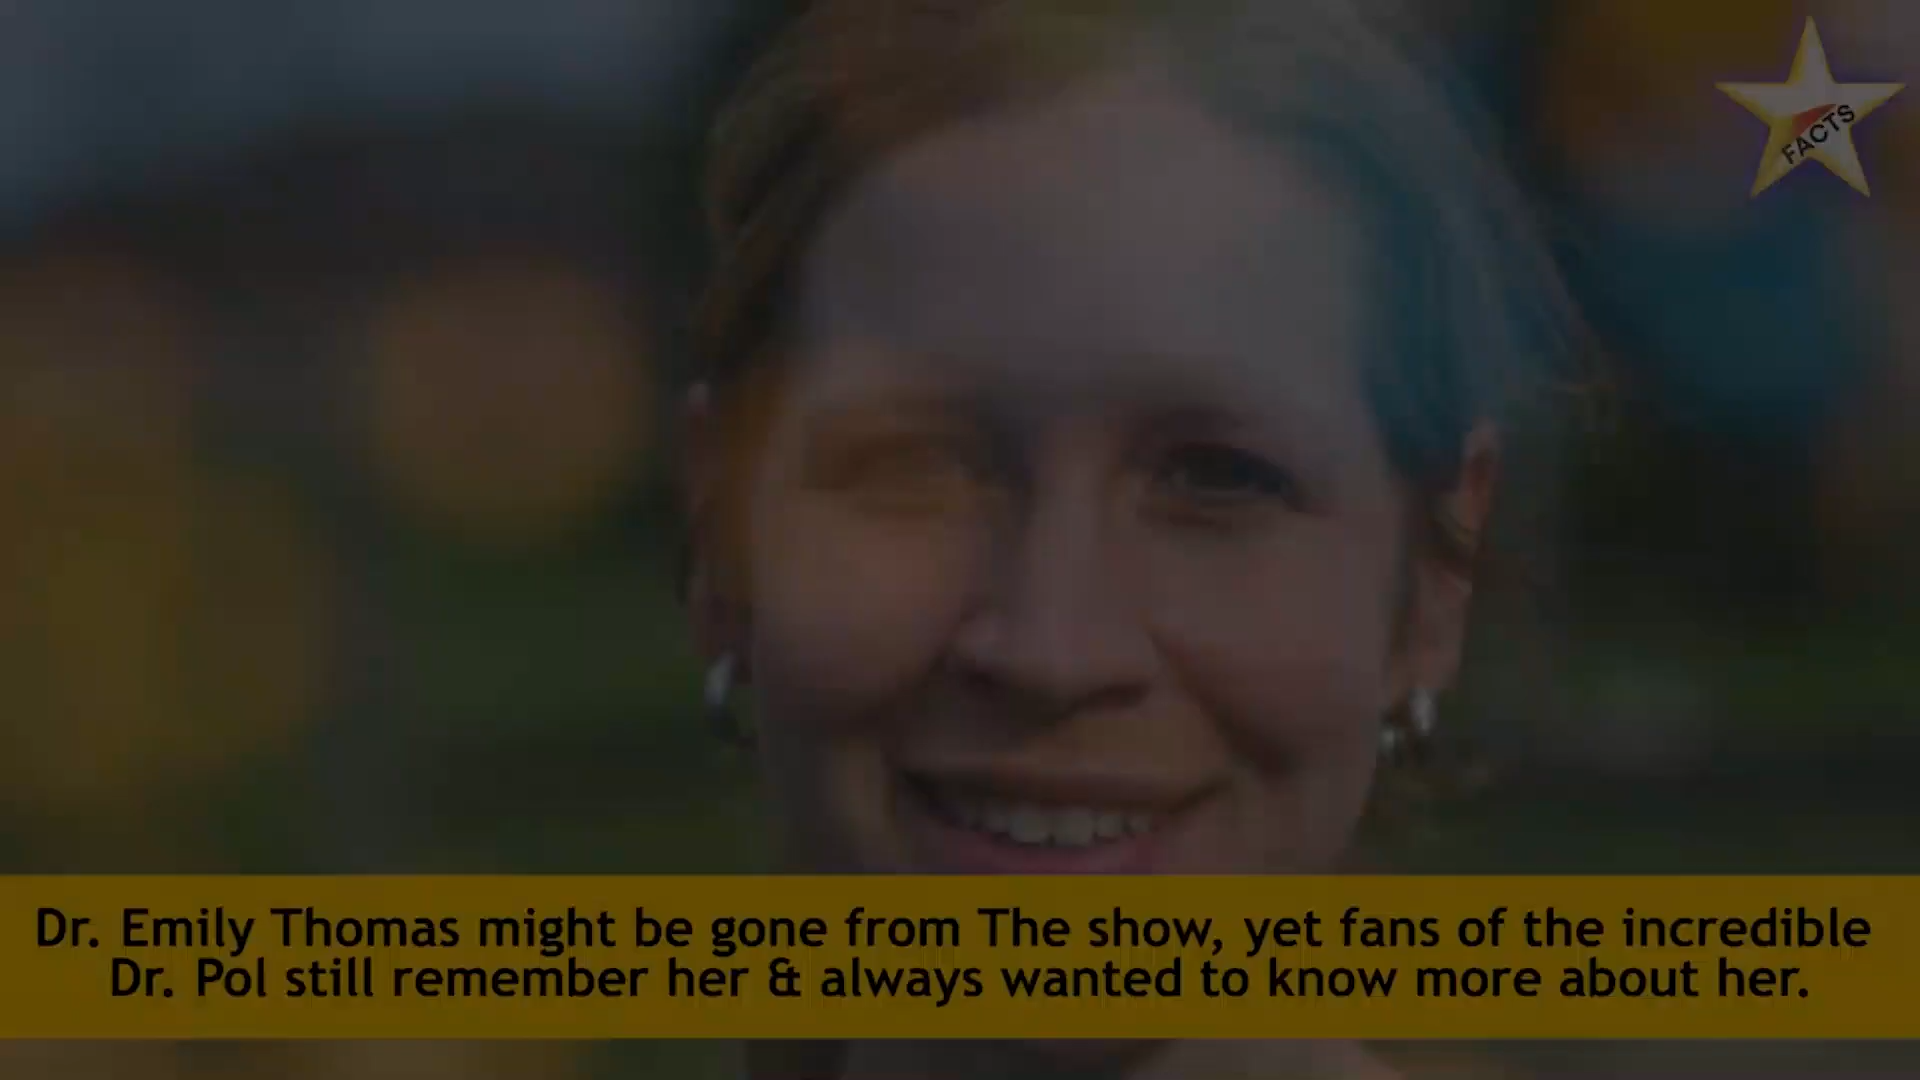 FACTS
Dr. Emily Thomas might be gone from The show, yet fans of the incredible
Dr. Pol still remember her & always wanted to know more about her.